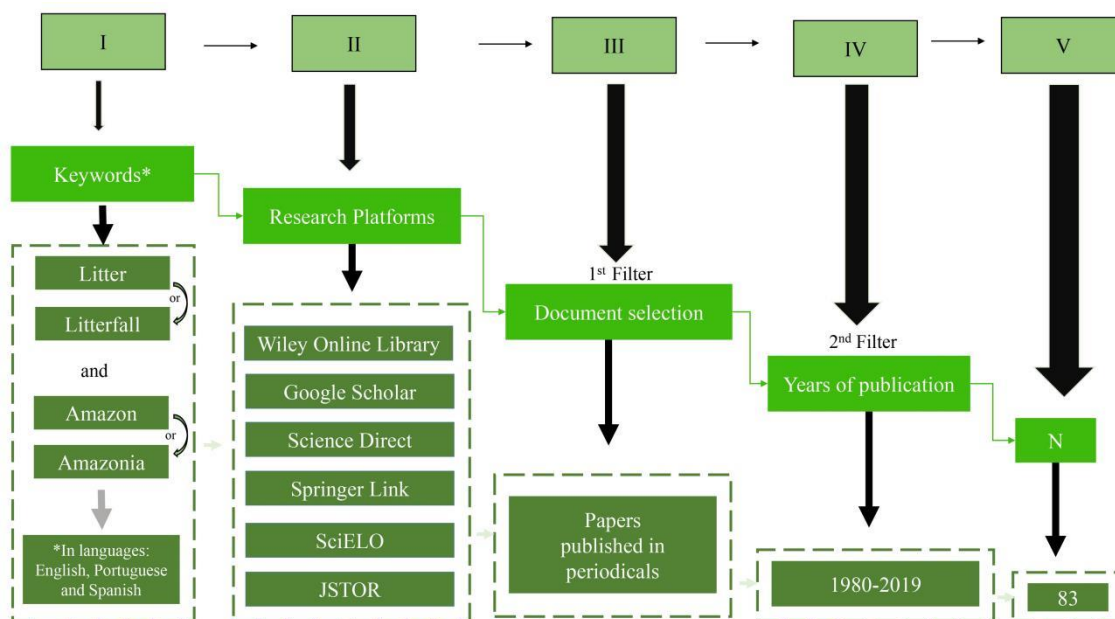 I
II
III
IV
V
Keywords*
Litter
or
Litterfall
and
Amazon
or
Amazonia
*In languages:
English, Portuguese
and Spanish
Research Platforms
Wiley Online Library
Google Scholar
Science Direct
Springer Link
SciELO
JSTOR
1st Filter
Document selection
Papers
published in
periodicals
2nd Filter
Years of publication
1980-2019
N
83